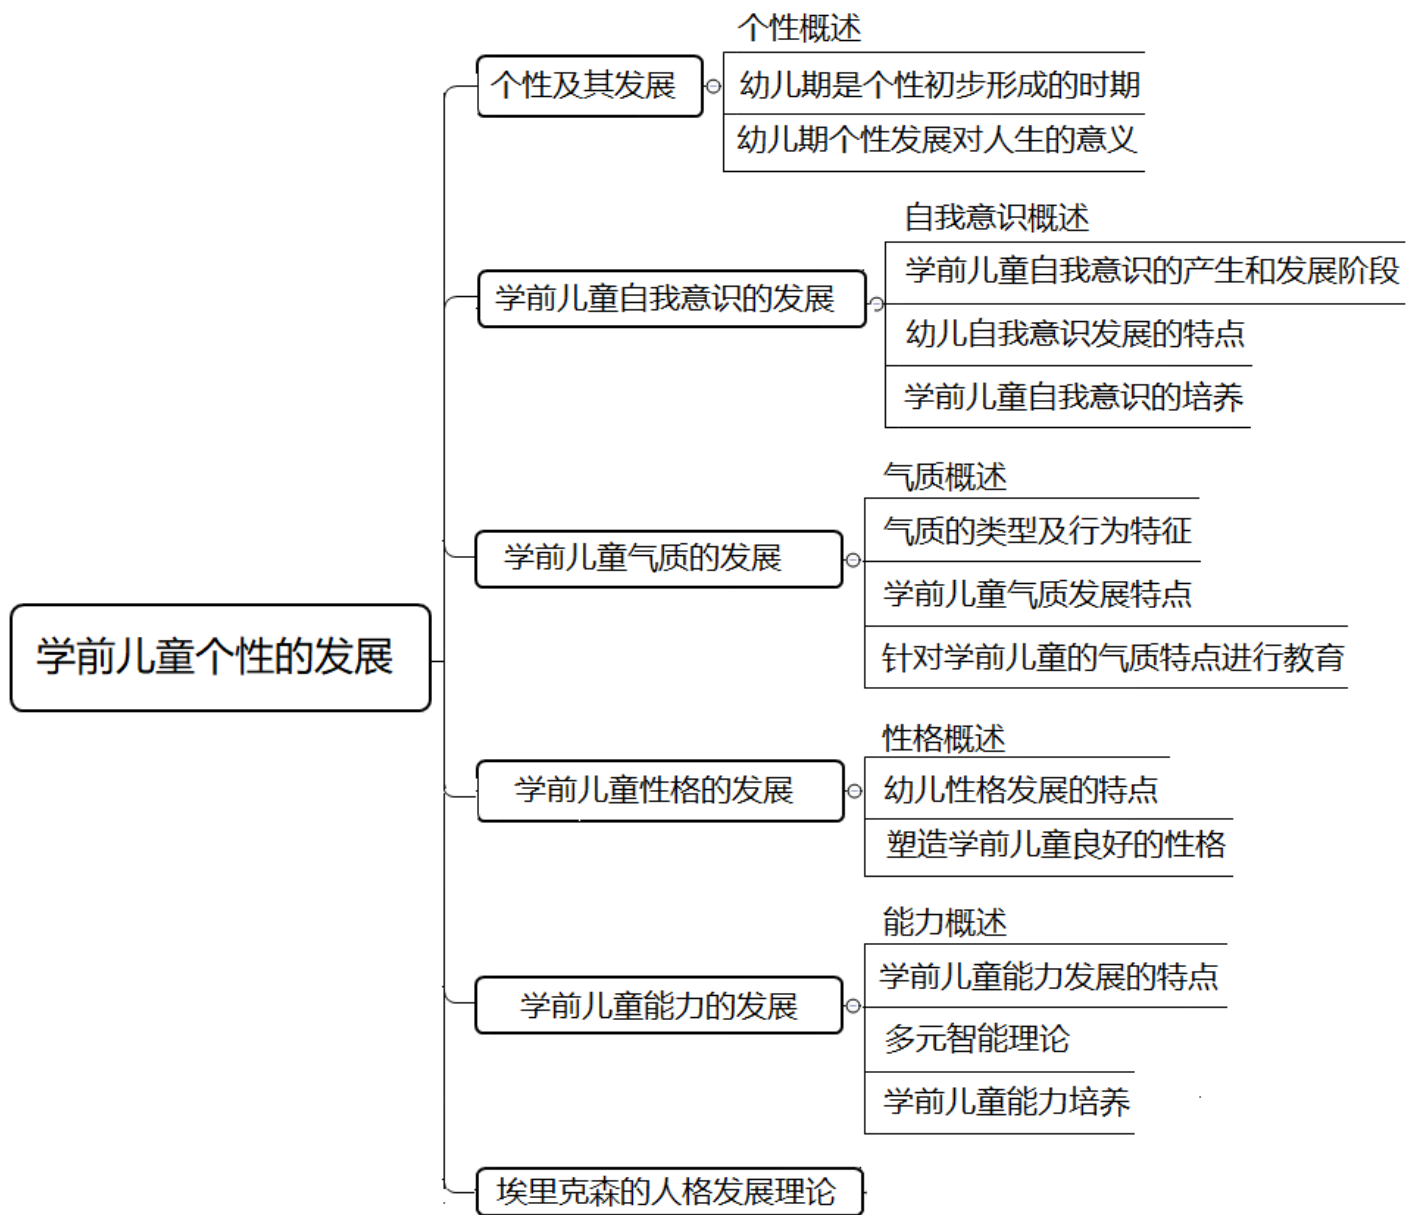 学前儿童个性的发展
个性及其发展
个性概述
幼儿期是个性初步形成的时期
幼儿期个性发展对人生的意义
学前儿童自我意识的发展
自我意识概述
学前儿童自我意识的产生和发展阶段
幼儿自我意识发展的特点
学前儿童自我意识的培养
学前儿童气质的发展
气质概述
气质的类型及行为特征
学前儿童气质发展特点
针对学前儿童的气质特点进行教育
学前儿童性格的发展
性格概述
幼儿性格发展的特点
塑造学前儿童良好的性格
学前儿童能力的发展
能力概述
学前儿童能力发展的特点
多元智能理论
学前儿童能力培养
埃里克森的人格发展理论